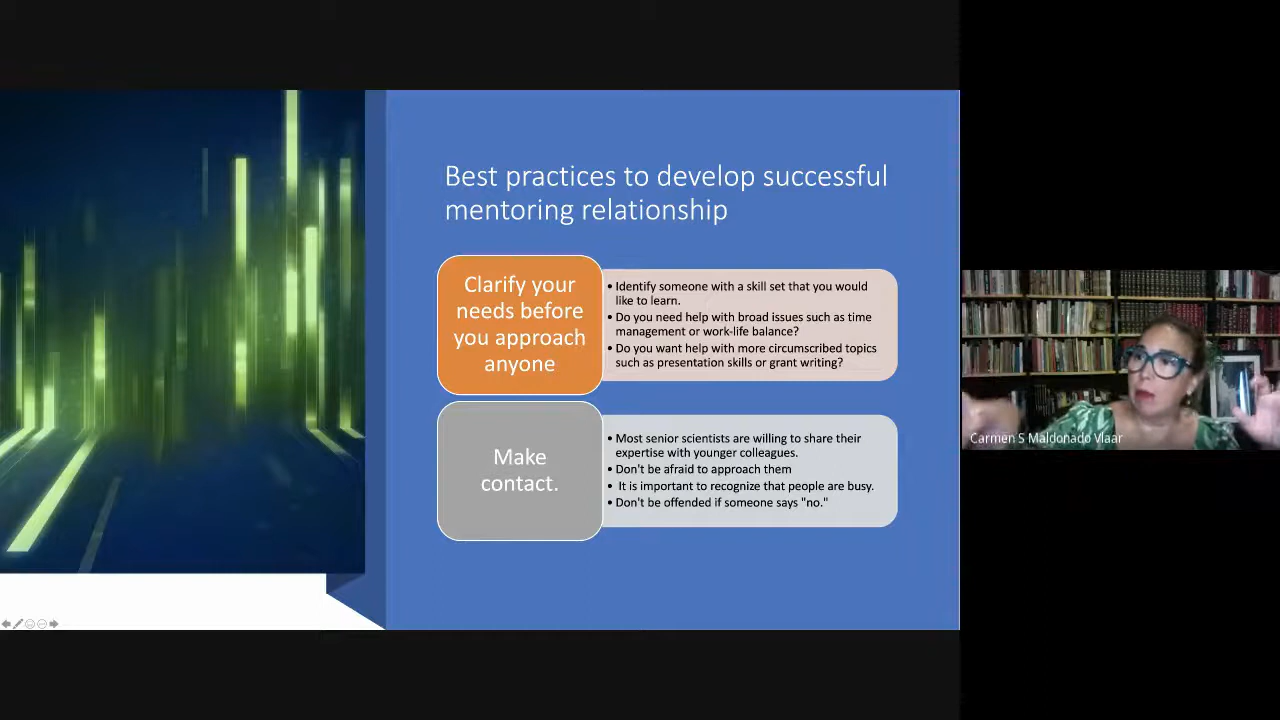 Best practices to develop successful
mentoring relationship
Clarify your
needs before
you approach
anyone
• Identify someone with a skill set that you would
like to learn.
• Do you need help with broad issues such as time
management or work-life balance?
• Do you want help with more circumscribed topics
such as presentation skills or grant writing?
Make
contact.
• Most senior scientists are willing to share their
expertise with younger colleagues.
• Don't be afraid to approach them
• It is important to recognize that people are busy.
• Don't be offended if someone says "no."
Carmen S Maldonado Vlaar